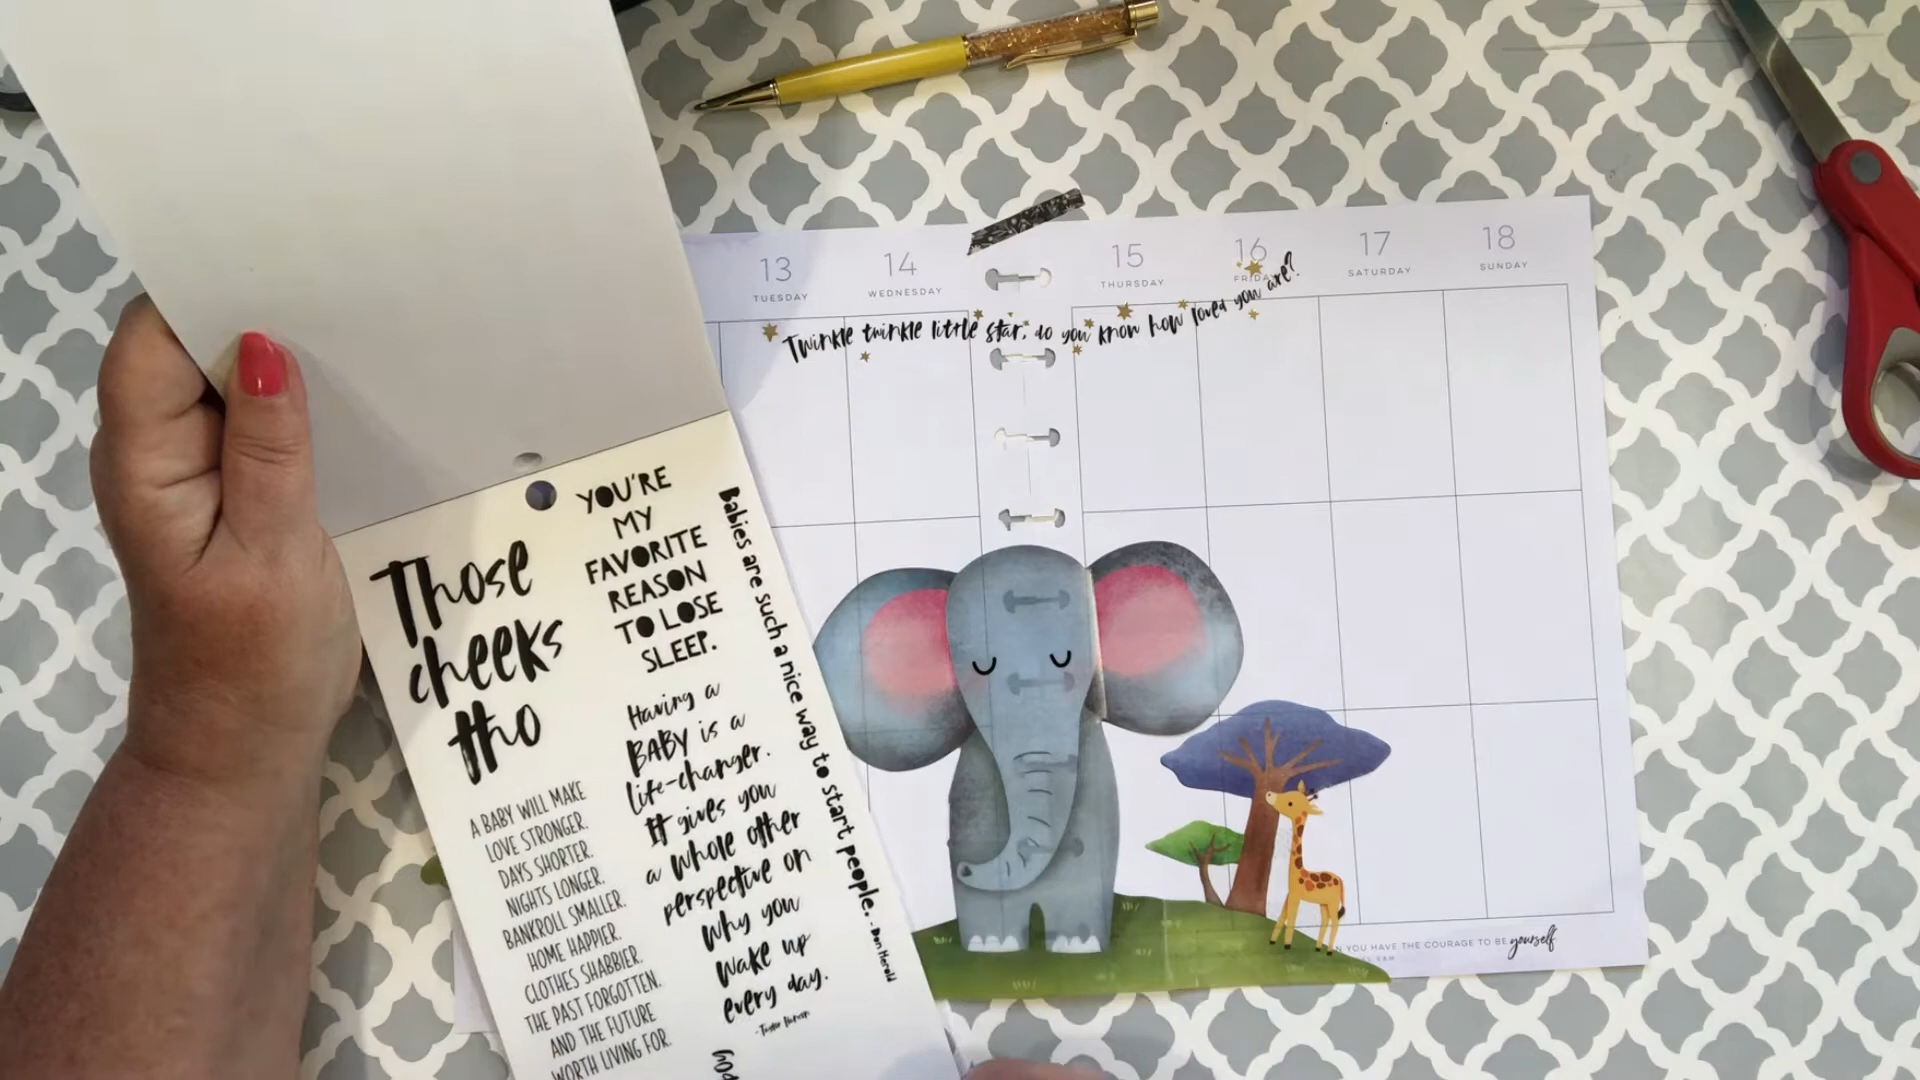 Those
cheeks
tho
A BABY WILL MAKE
LOVE STRONGER.
DAYS SHORTER.
NIGHTS LONGER.
BANKROLL SMALLER.
HOME HAPPIER.
CLOTHES SHABBIER.
THE PAST FORGOTTEN.
AND THE FUTURE
WORTH LIVING FOR.
YOU'RE
MY
FAVORITE
REASON
TO LOSE
SLEEP.
Having a
BABY is a
life-changer.
It gives you
a whole other
perspective on
why you
wake up
every day.
Babies are such a nice way to start people. -Don Herold
13
TUESDAY
14
WEDNESDAY
15
THURSDAY
16
FRIDAY
17
SATURDAY
18
SUNDAY
Twinkle twinkle little star, do you know how loved you are?
YOU HAVE THE COURAGE TO BE yourself